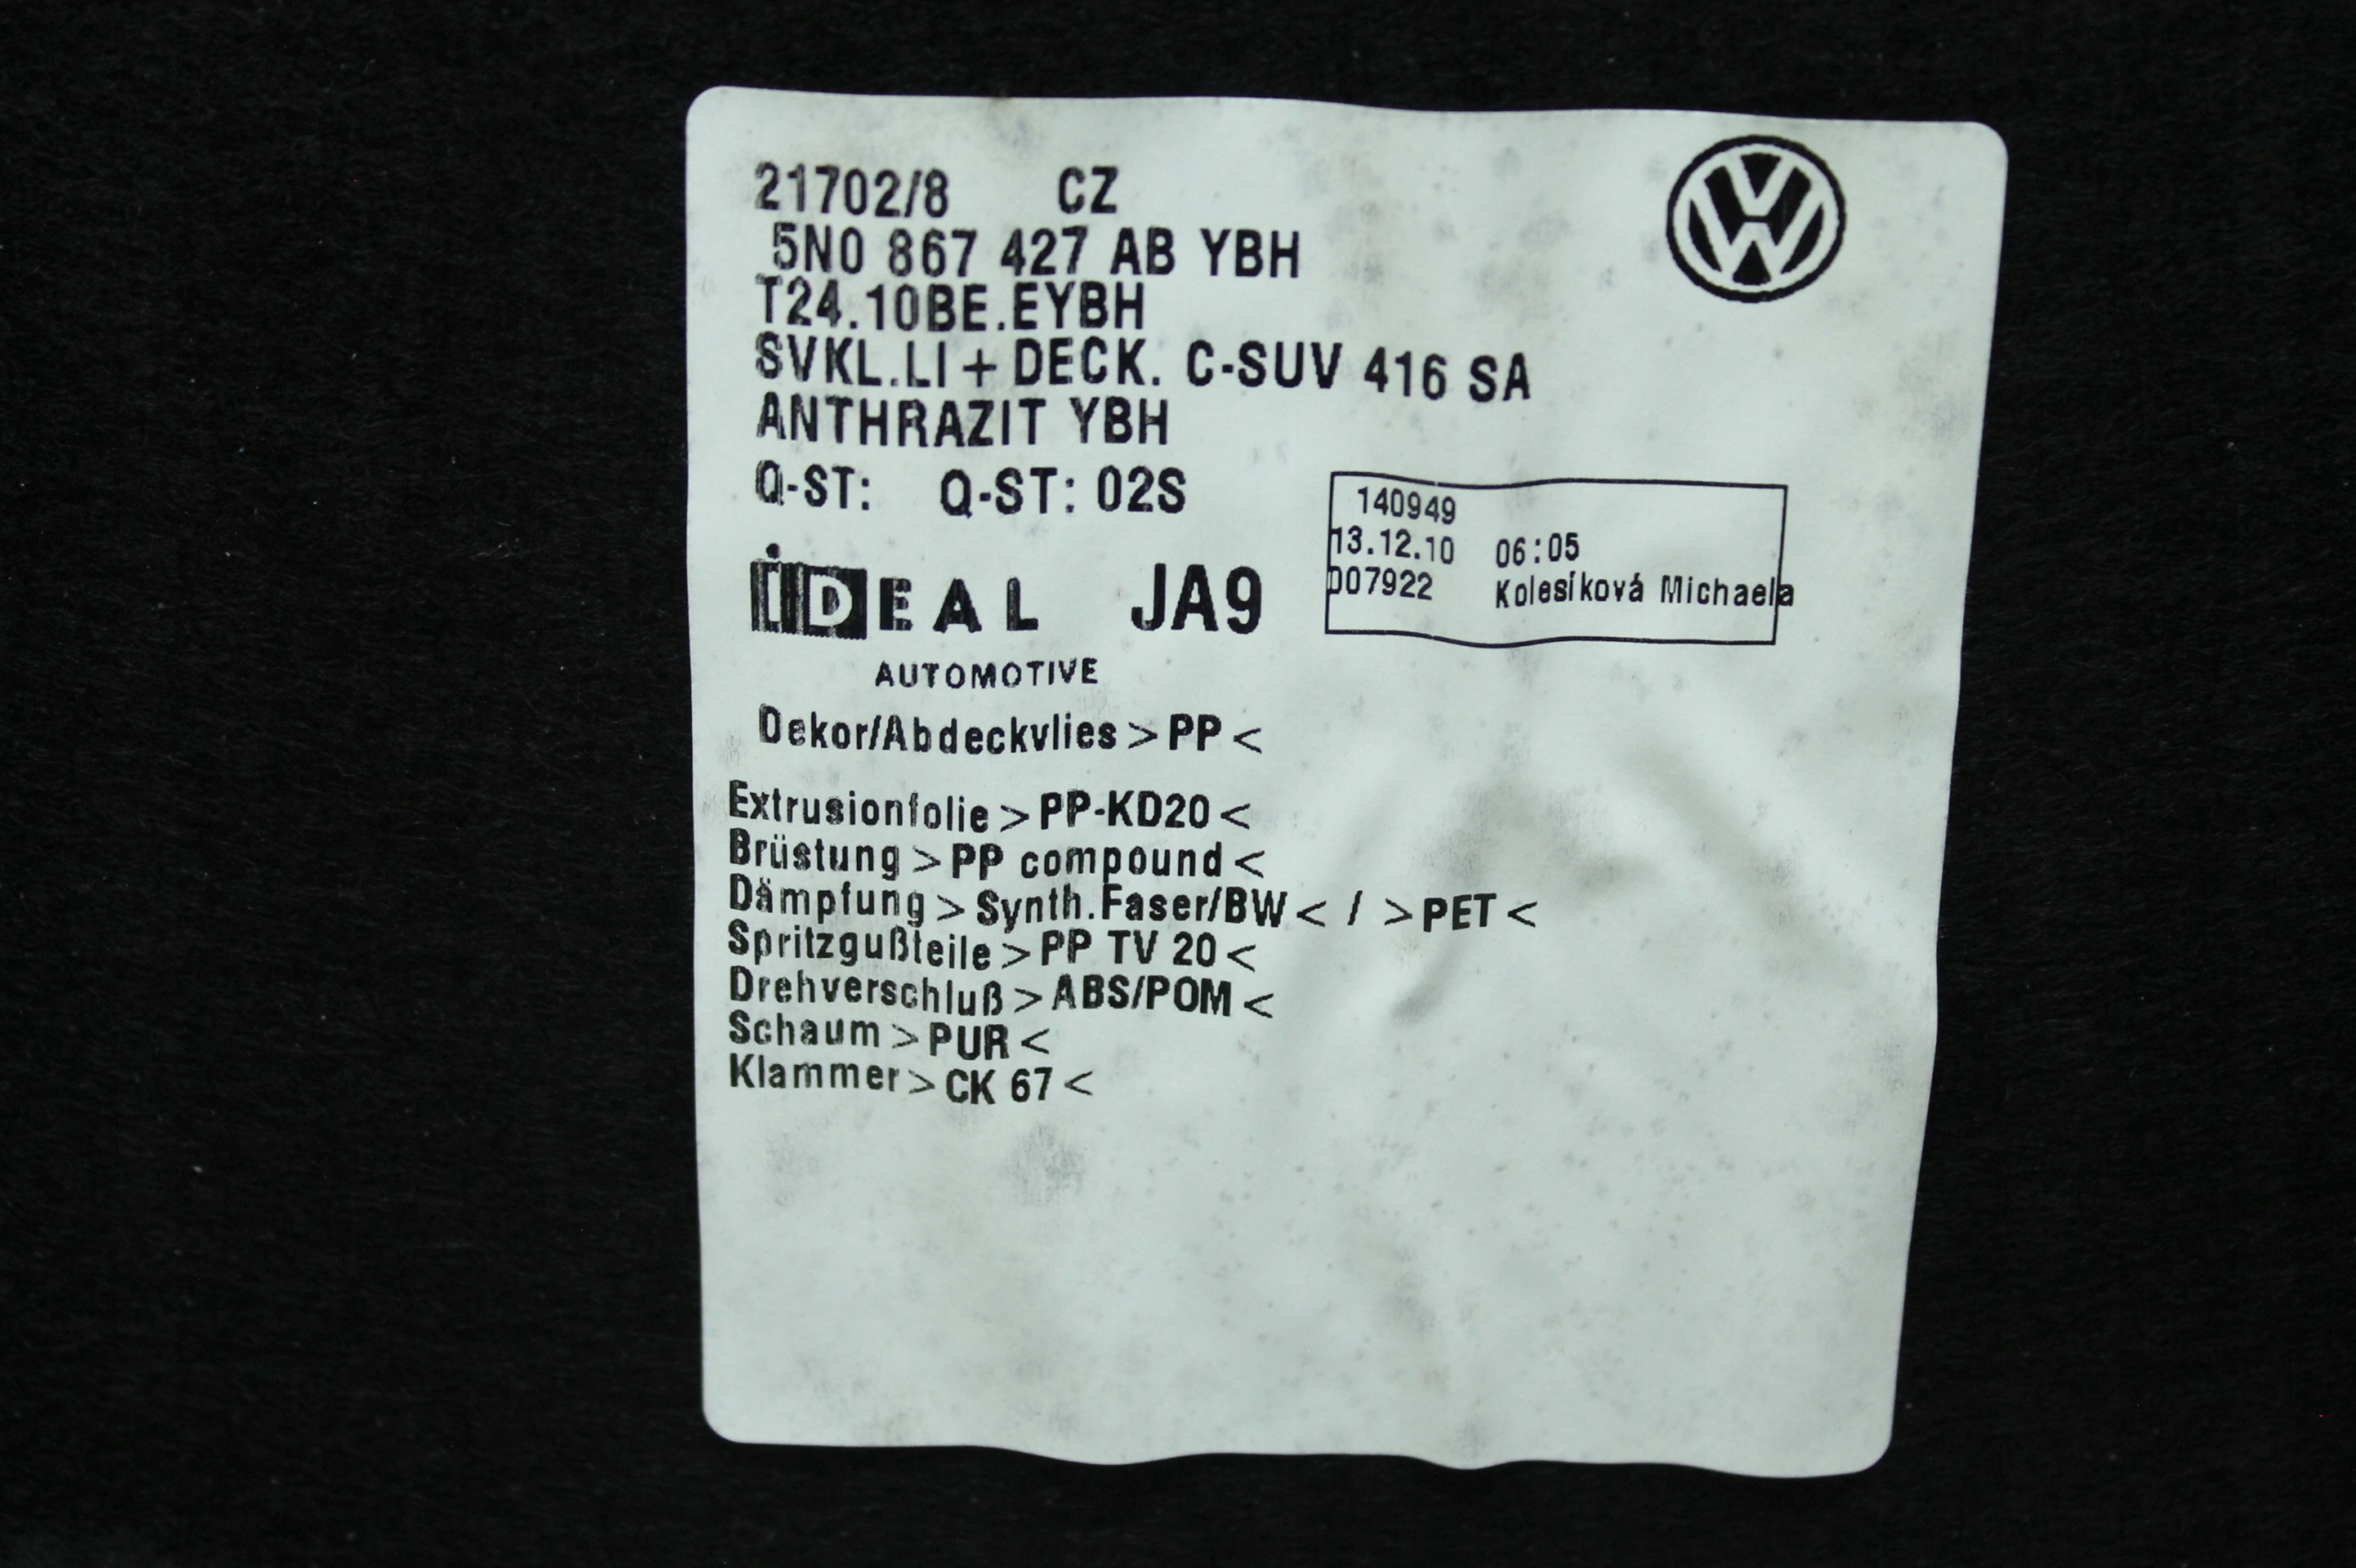 21702/8 CZ
5N0 867 427 AB YBH
T24.10BE.EYBH
SVKL.LI + DECK. C-SUV 416 SA
ANTHRAZIT YBH
Q-ST: Q-ST: 02S
140949
13.12.10 06:05
007922 Kolesíková Michaela
iDEAL JA9
AUTOMOTIVE
Dekor/Abdeckvlies > PP <
Extrusionfolie > PP-KD20 <
Brüstung > PP compound <
Dämpfung > Synth.Faser/BW < / > PET <
Spritzgußteile > PP TV 20 <
Drehverschluß > ABS/POM <
Schaum > PUR <
Klammer > CK 67 <